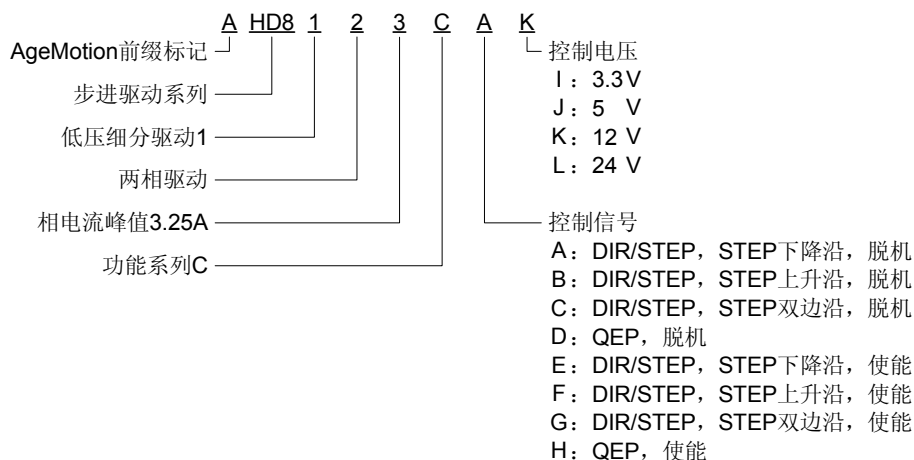 A HD8 1 2 3 C A K
AgeMotion前缀标记
步进驱动系列
低压细分驱动1
两相驱动
相电流峰值3.25A
功能系列C
控制电压
I：3.3V
J：5 V
K：12 V
L：24 V
控制信号
A：DIR/STEP，STEP下降沿，脱机
B：DIR/STEP，STEP上升沿，脱机
C：DIR/STEP，STEP双边沿，脱机
D：QEP，脱机
E：DIR/STEP，STEP下降沿，使能
F：DIR/STEP，STEP上升沿，使能
G：DIR/STEP，STEP双边沿，使能
H：QEP，使能